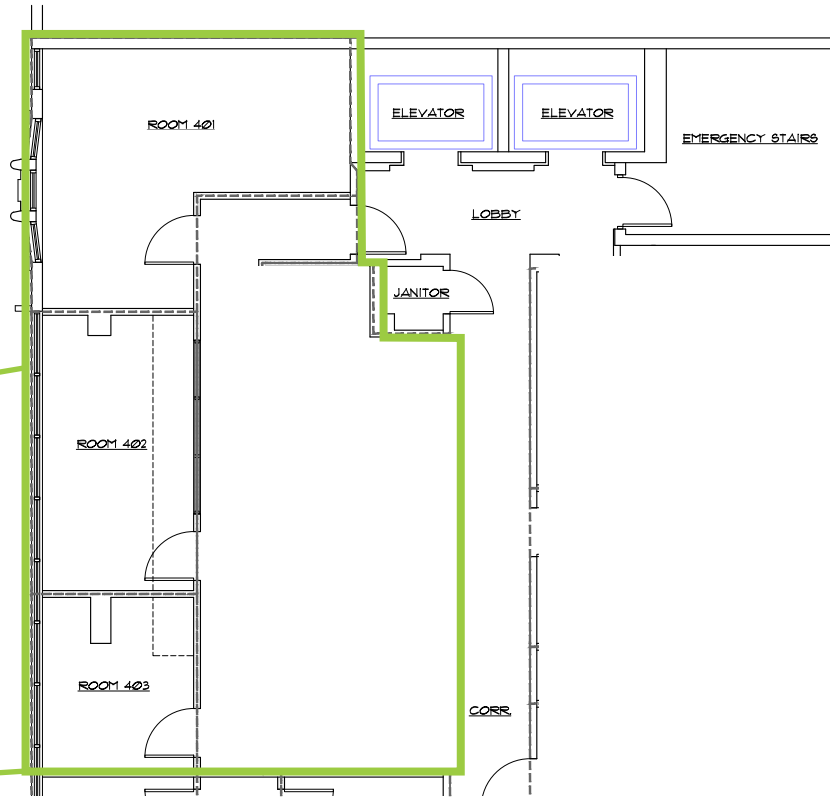 ELEVATOR
ELEVATOR
ROOM 401
EMERGENCY STAIRS
LOBBY
JANITOR
ROOM 402
ROOM 403
CORR.